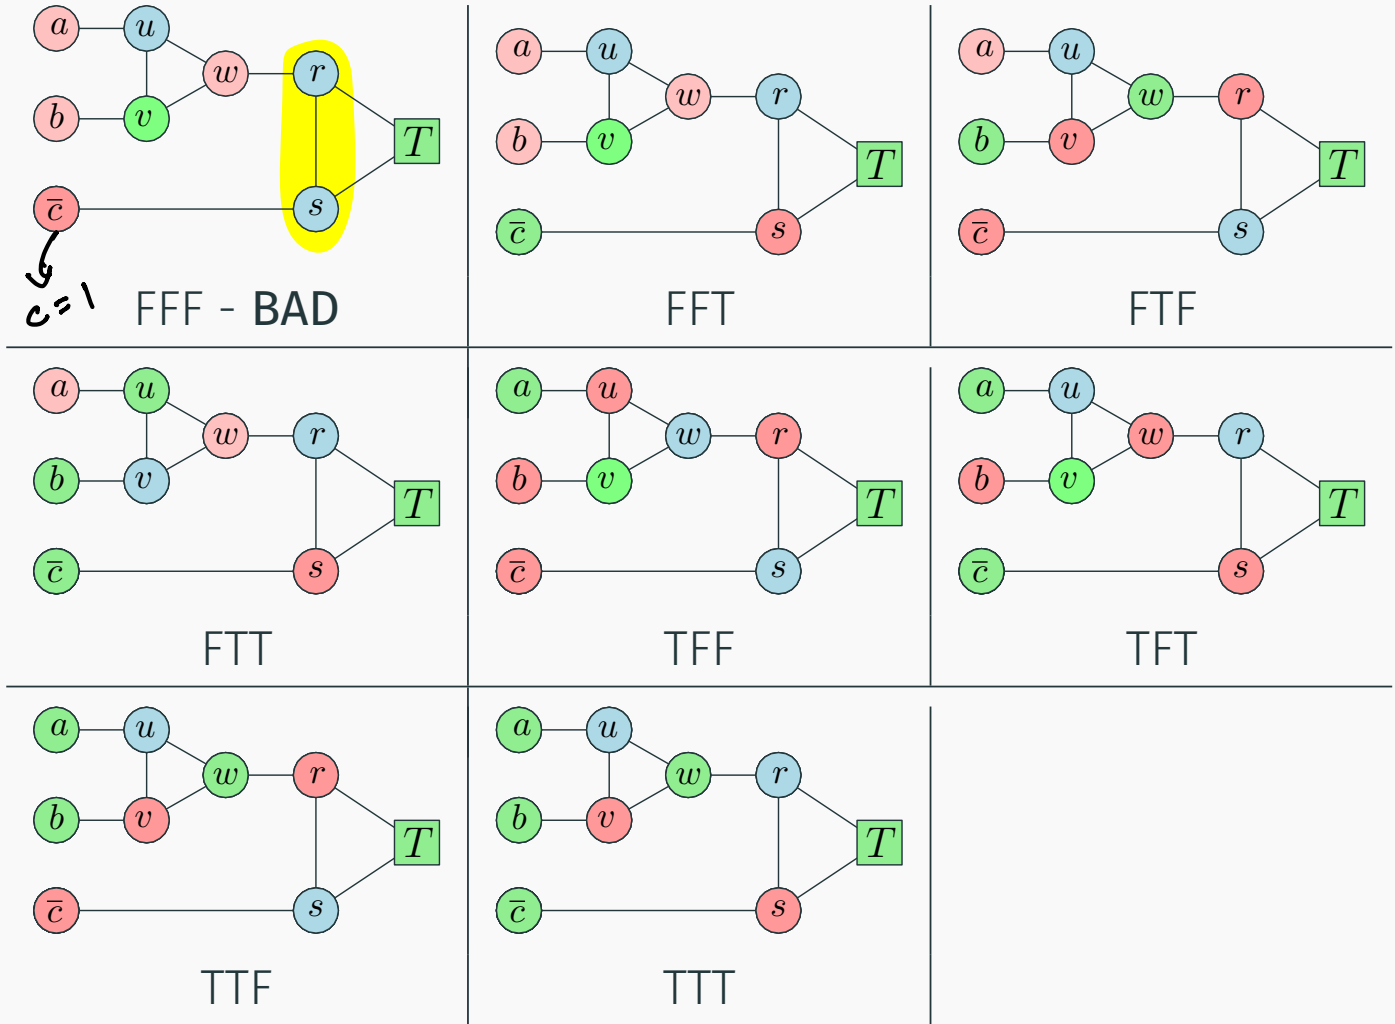 a u
w r
b v T
c̅ s
c=1
FFF - BAD
a u
w r
b v T
c̅ s
FFT
a u
w r
b v T
c̅ s
FTF
a u
w r
b v T
c̅ s
FTT
a u
w r
b v T
c̅ s
TFF
a u
w r
b v T
c̅ s
TFT
a u
w r
b v T
c̅ s
TTF
a u
w r
b v T
c̅ s
TTT